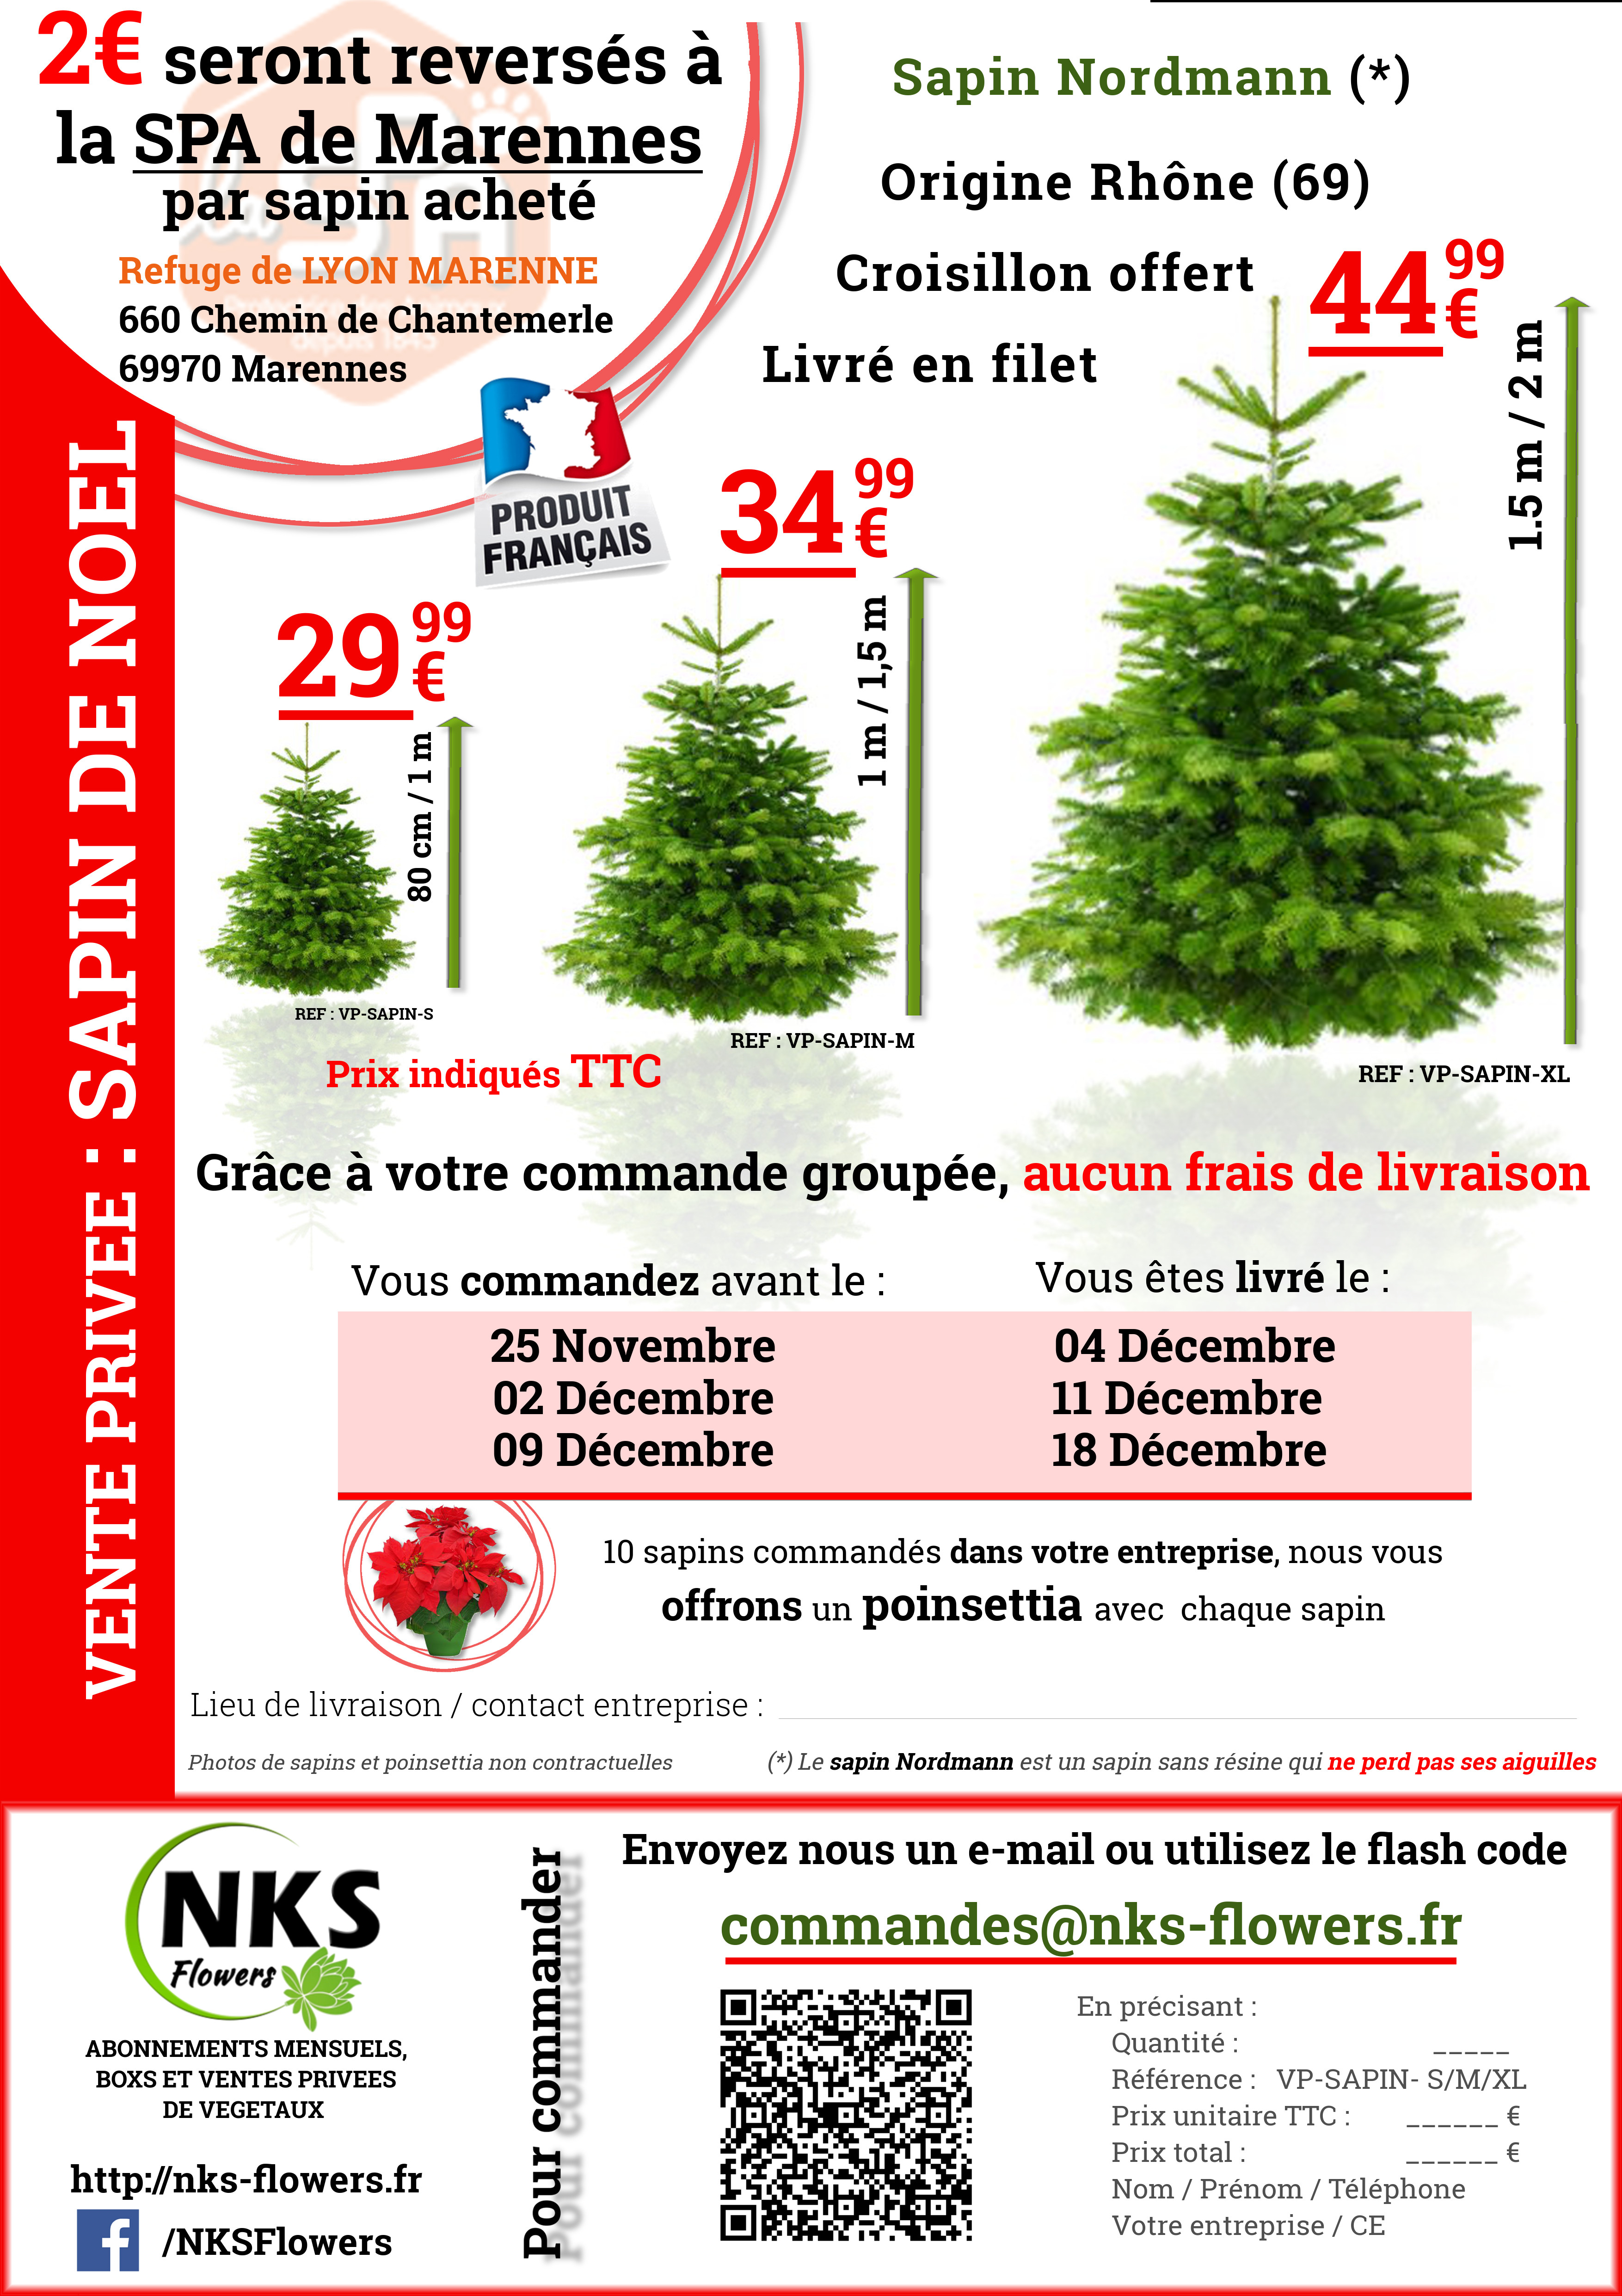 2€ seront reversés à
la SPA de Marennes
par sapin acheté
Refuge de LYON MARENNE
660 Chemin de Chantemerle
69970 Marennes
Sapin Nordmann (*)
Origine Rhône (69)
Croisillon offert
Livré en filet
PRODUIT
FRANÇAIS
VENTE PRIVEE : SAPIN DE NOEL
29 99 €
80 cm / 1 m
REF : VP-SAPIN-S
34 99 €
1 m / 1,5 m
REF : VP-SAPIN-M
44 99 €
1.5 m / 2 m
REF : VP-SAPIN-XL
Prix indiqués TTC
Grâce à votre commande groupée, aucun frais de livraison
Vous commandez avant le : Vous êtes livré le :
25 Novembre 04 Décembre
02 Décembre 11 Décembre
09 Décembre 18 Décembre
10 sapins commandés dans votre entreprise, nous vous
offrons un poinsettia avec chaque sapin
Lieu de livraison / contact entreprise :
Photos de sapins et poinsettia non contractuelles
(*) Le sapin Nordmann est un sapin sans résine qui ne perd pas ses aiguilles
NKS
Flowers
ABONNEMENTS MENSUELS,
BOXS ET VENTES PRIVEES
DE VEGETAUX
http://nks-flowers.fr
f /NKSFlowers
Pour commander
Envoyez nous un e-mail ou utilisez le flash code
commandes@nks-flowers.fr
En précisant :
Quantité : _____
Référence : VP-SAPIN- S/M/XL
Prix unitaire TTC : ______ €
Prix total : ______ €
Nom / Prénom / Téléphone
Votre entreprise / CE